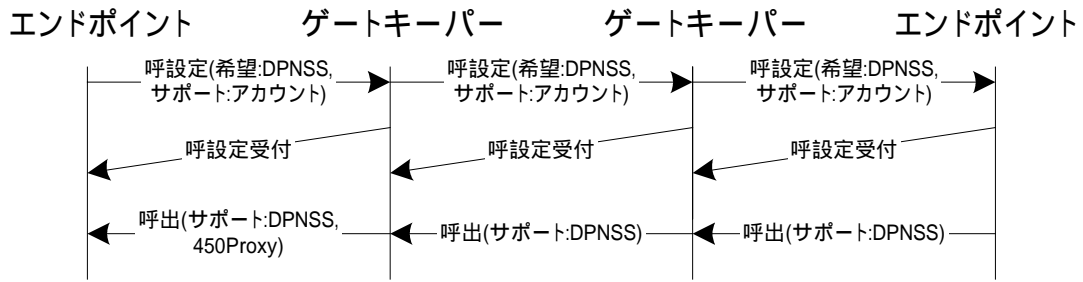 エンドポイント ゲートキーパー ゲートキーパー エンドポイント
呼設定(希望:DPNSS,
サポート:アカウント)
呼設定(希望:DPNSS,
サポート:アカウント)
呼設定(希望:DPNSS,
サポート:アカウント)
呼設定受付
呼設定受付
呼設定受付
呼出(サポート:DPNSS,
450Proxy)
呼出(サポート:DPNSS)
呼出(サポート:DPNSS)